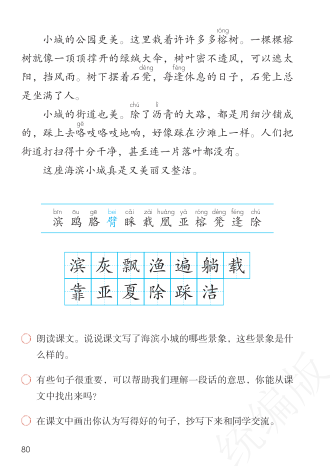 róng
小城的公园更美。这里栽着许许多多榕树。一棵棵榕
树就像一顶顶撑开的绿绒大伞，树叶密不透风，可以遮太
dèng féng
阳，挡风雨。树下摆着石凳，每逢休息的日子，石凳上总
是坐满了人。
chú lì
小城的街道也美。除了沥青的大路，都是用细沙铺成
gē
的，踩上去咯吱咯吱地响，好像踩在沙滩上一样。人们把
街道打扫得十分干净，甚至连一片落叶都没有。
这座海滨小城真是又美丽又整洁。
bīn ōu gē bei cǎi zāi huáng yà róng dèng féng chú
滨 鸥 胳 臂 睬 栽 凰 亚 榕 凳 逢 除
滨 灰 飘 渔 遍 躺 载
靠 亚 夏 除 踩 洁
朗读课文。说说课文写了海滨小城的哪些景象，这些景象是什
么样的。
有些句子很重要，可以帮助我们理解一段话的意思，你能从课
文中找出来吗？
在课文中画出你认为写得好的句子，抄写下来和同学交流。
80
统编版